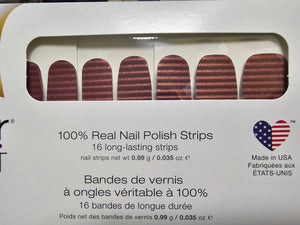 100% Real Nail Polish Strips
16 long-lasting strips
nail strips net wt 0.99 g / 0.035 oz ℮
Made in USA
Fabriquées aux
ÉTATS-UNIS
Bandes de vernis
à ongles véritable à 100%
16 bandes de longue durée
Poids net des bandes de vernis 0.99 g / 0.035 oz ℮